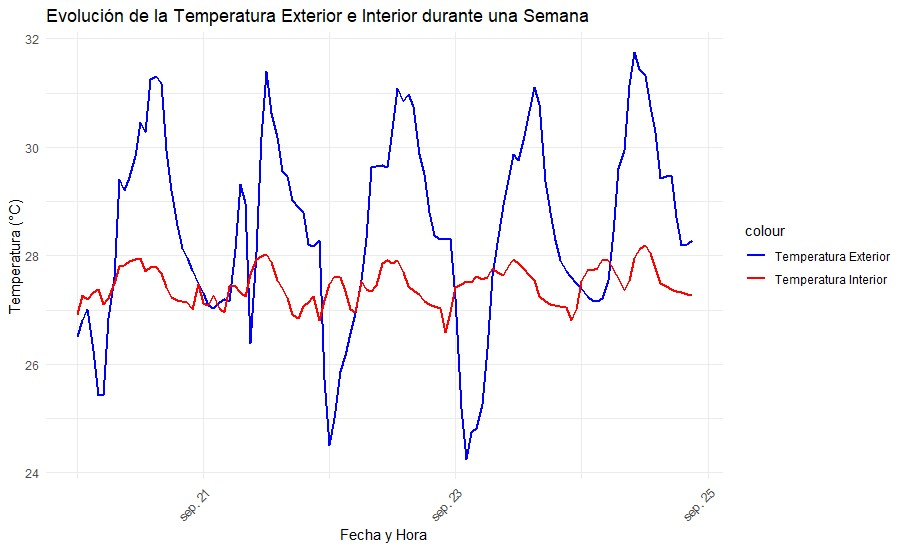 Evolución de la Temperatura Exterior e Interior durante una Semana
32
30
28
26
24
Temperatura (°C)
sep. 21
sep. 23
sep. 25
Fecha y Hora
colour
Temperatura Exterior
Temperatura Interior